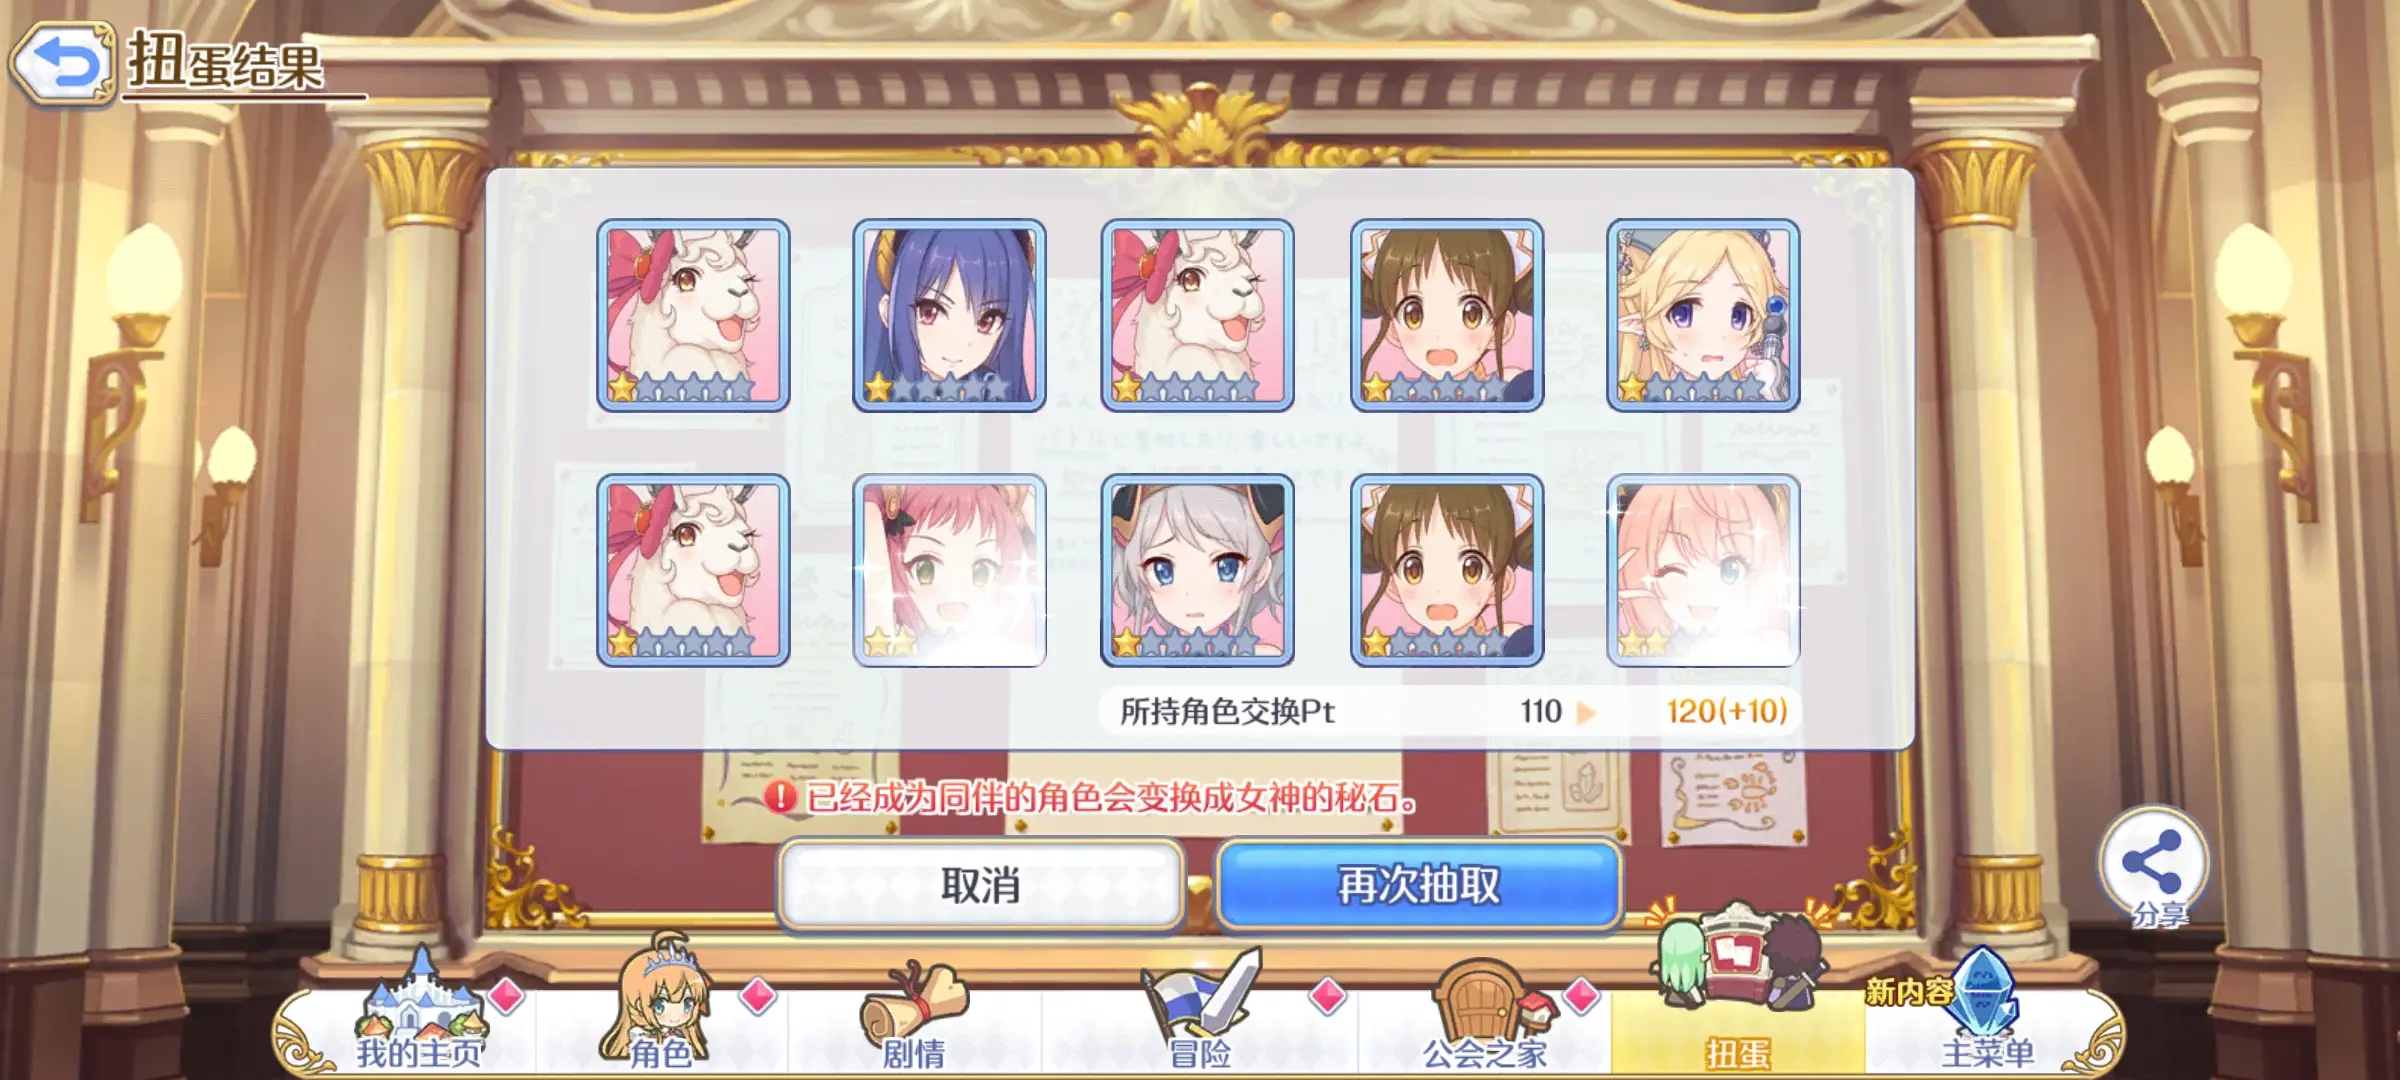 扭蛋结果
所持角色交换Pt 110 120(+10)
已经成为同伴的角色会变换成女神的秘石。
取消
再次抽取
分享
新内容
我的主页
角色
剧情
冒险
公会之家
扭蛋
主菜单